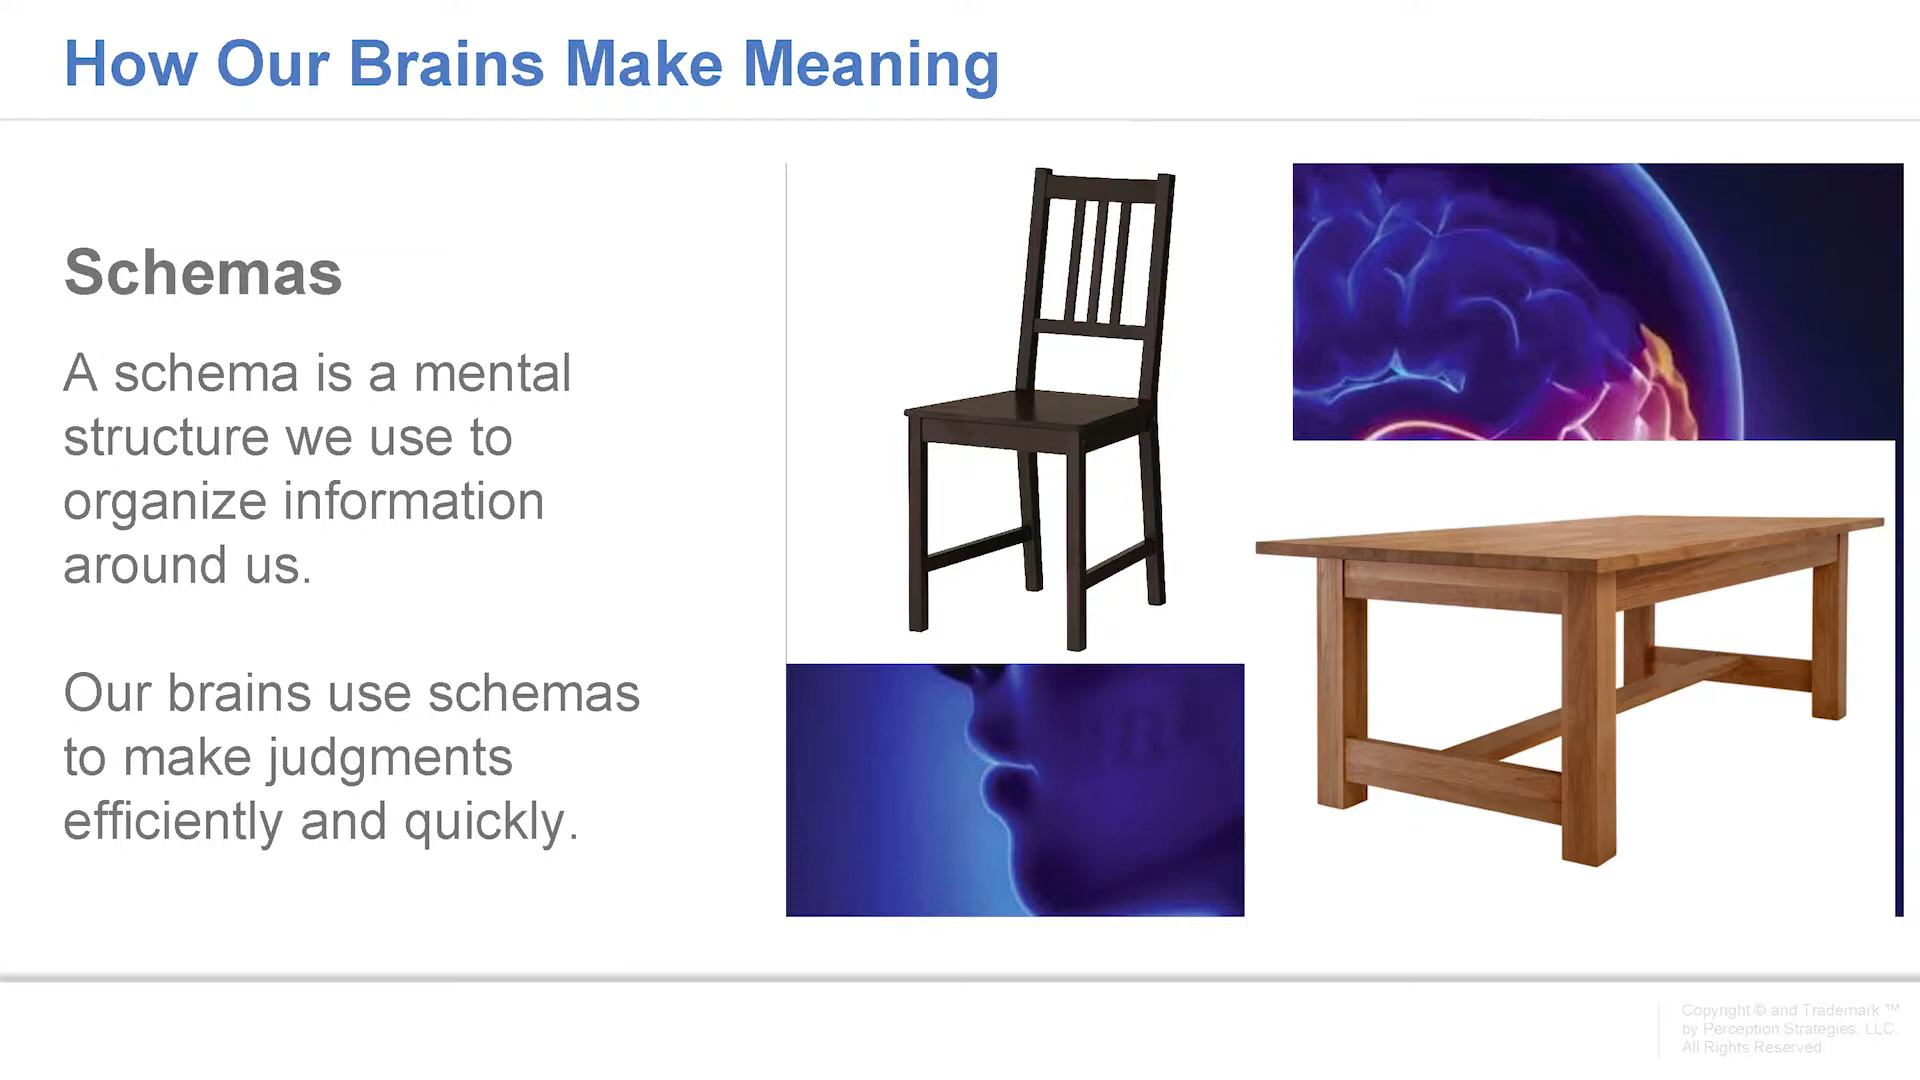 How Our Brains Make Meaning
Schemas
A schema is a mental
structure we use to
organize information
around us.
Our brains use schemas
to make judgments
efficiently and quickly.
Copyright © and Trademark ™
by Perception Strategies, LLC.
All Rights Reserved.